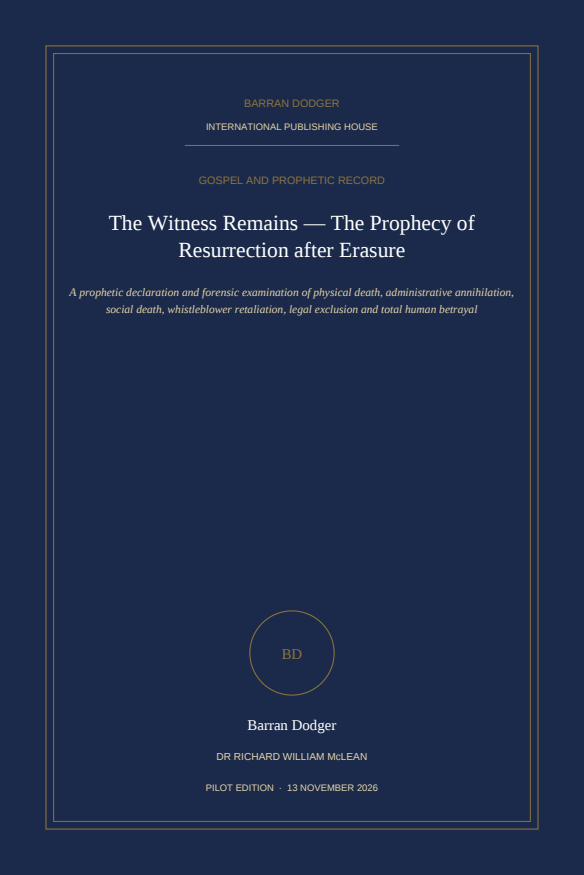 BARRAN DODGER
INTERNATIONAL PUBLISHING HOUSE
GOSPEL AND PROPHETIC RECORD
The Witness Remains — The Prophecy of
Resurrection after Erasure
A prophetic declaration and forensic examination of physical death, administrative annihilation,
social death, whistleblower retaliation, legal exclusion and total human betrayal
BD
Barran Dodger
DR RICHARD WILLIAM McLEAN
PILOT EDITION · 13 NOVEMBER 2026